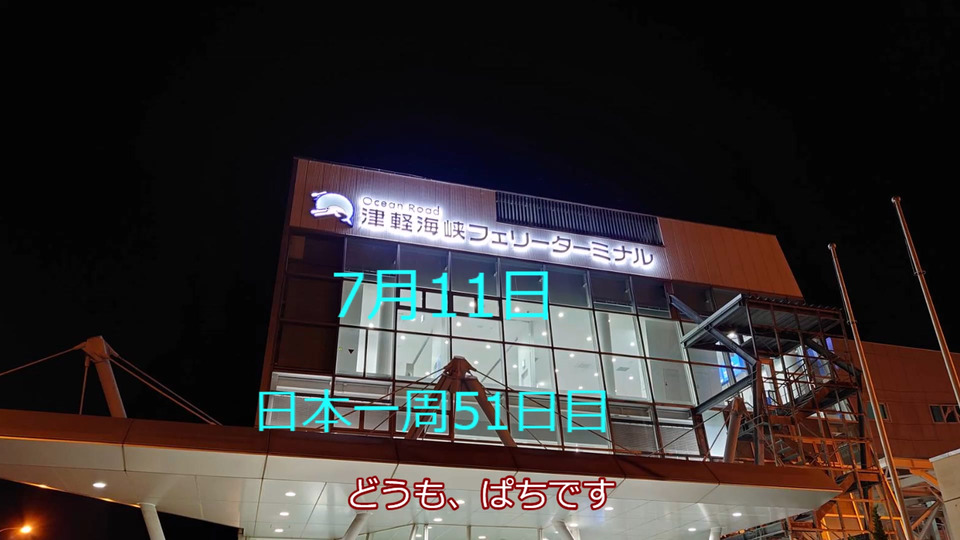 Ocean Road
津軽海峡フェリーターミナル
7月11日
日本一周51日目
どうも、ぱちです